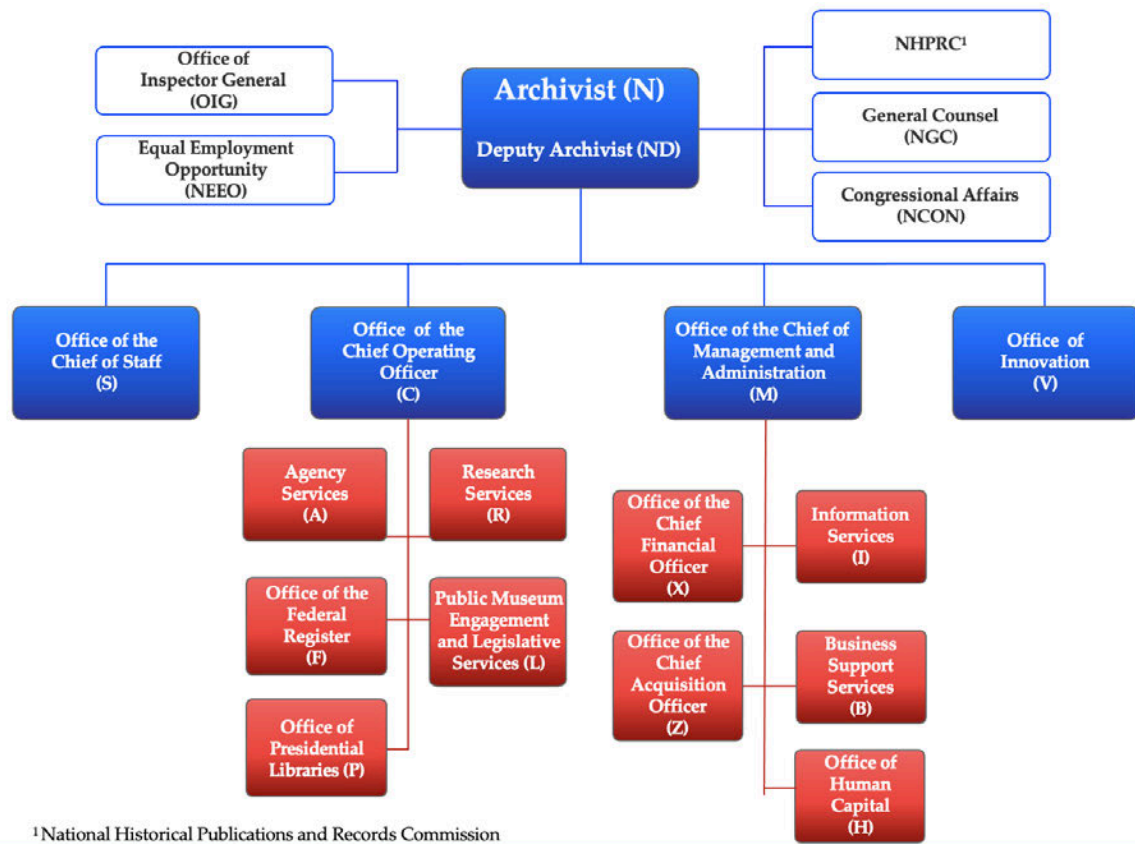 Office of
Inspector General
(OIG)
Equal Employment
Opportunity
(NEEO)
Archivist (N)
Deputy Archivist (ND)
NHPRC¹
General Counsel
(NGC)
Congressional Affairs
(NCON)
Office of the
Chief of Staff
(S)
Office of the
Chief Operating
Officer
(C)
Office of the Chief of
Management and
Administration
(M)
Office of
Innovation
(V)
Agency
Services
(A)
Research
Services
(R)
Office of the
Federal
Register
(F)
Public Museum
Engagement
and Legislative
Services (L)
Office of
Presidential
Libraries (P)
Office of the
Chief
Financial
Officer
(X)
Information
Services
(I)
Office of the
Chief
Acquisition
Officer
(Z)
Business
Support
Services
(B)
Office of
Human
Capital
(H)
¹ National Historical Publications and Records Commission